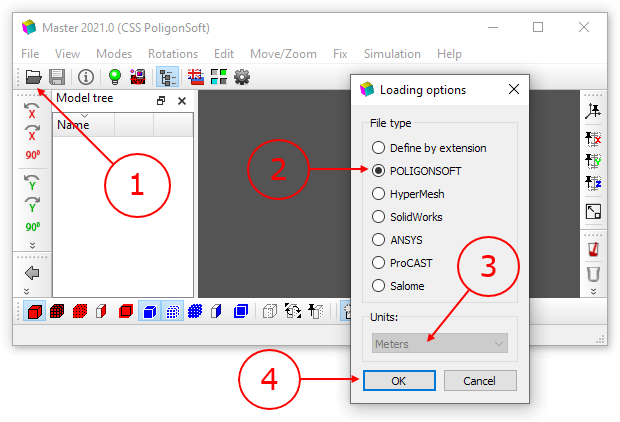 Master 2021.0 (CSS PoligonSoft)
File View Modes Rotations Edit Move/Zoom Fix Simulation Help
Model tree
Name
X
X
90°
Y
Y
90°
X
Y
Z
Loading options
File type
Define by extension
POLIGONSOFT
HyperMesh
SolidWorks
ANSYS
ProCAST
Salome
Units:
Meters
OK Cancel
1
2
3
4